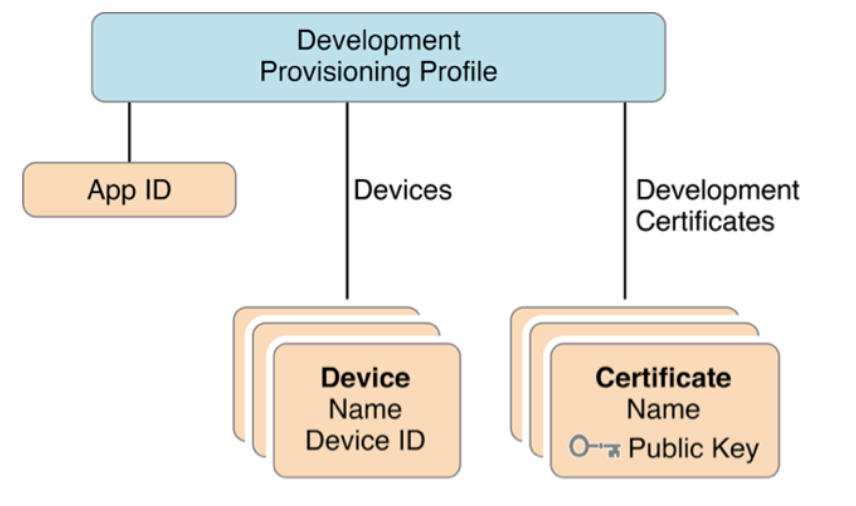 Development
Provisioning Profile
App ID
Devices
Development
Certificates
Device
Name
Device ID
Certificate
Name
Public Key